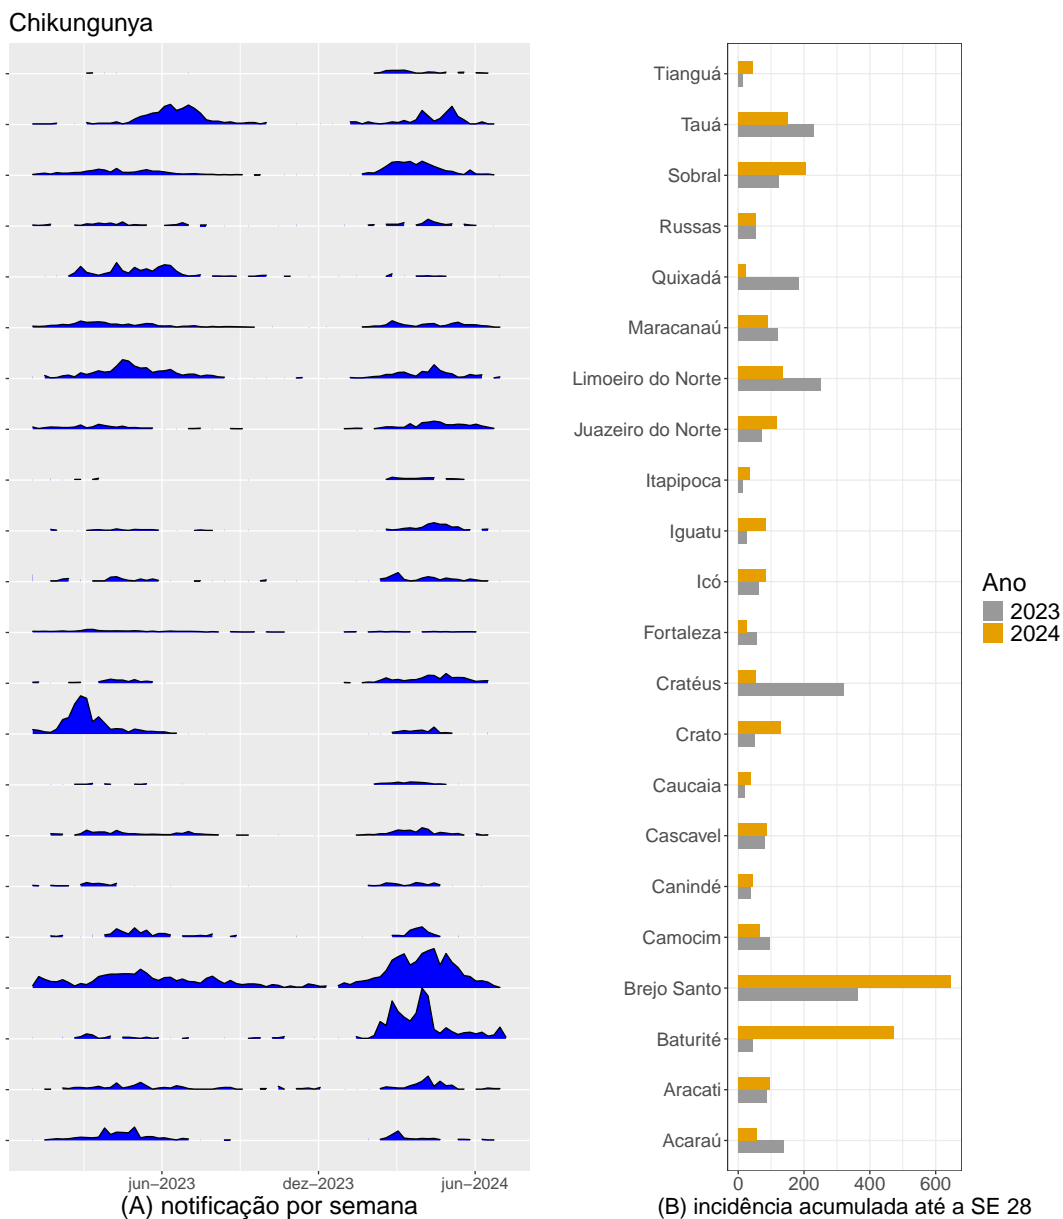 Chikungunya
Tianguá
Tauá
Sobral
Russas
Quixadá
Maracanaú
Limoeiro do Norte
Juazeiro do Norte
Itapipoca
Iguatu
Icó
Fortaleza
Cratéus
Crato
Caucaia
Cascavel
Canindé
Camocim
Brejo Santo
Baturité
Aracati
Acaraú
Ano
2023
2024
jun−2023 dez−2023 jun−2024
(A) notificação por semana
0 200 400 600
(B) incidência acumulada até a SE 28